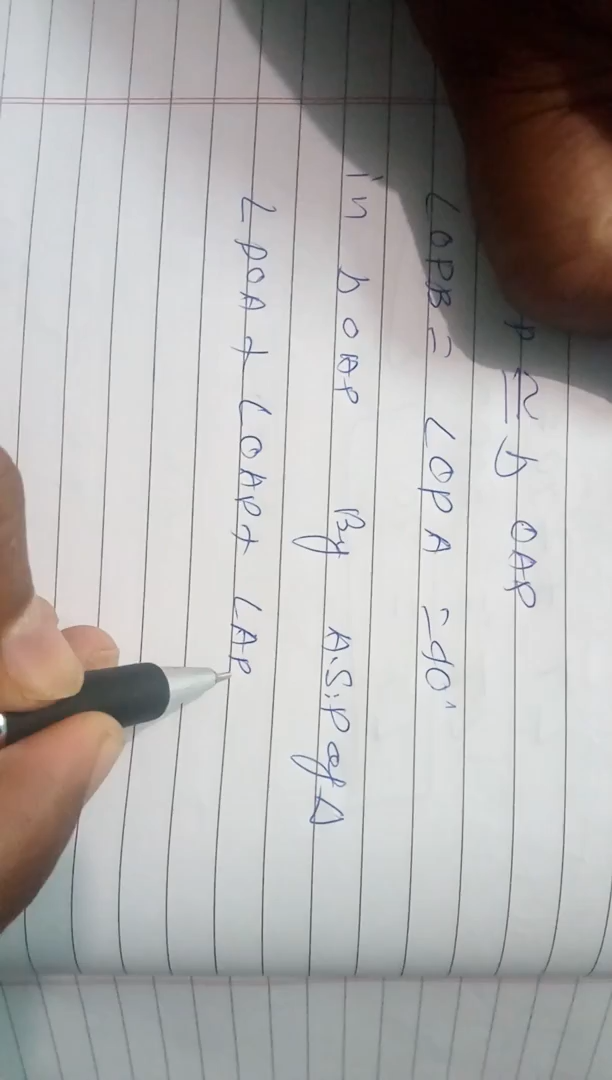 P ≅ Δ OAP
∠OPB = ∠OPA = 90°
in Δ OAP By A.S.P of Δ
∠POA + ∠OAP + ∠AP